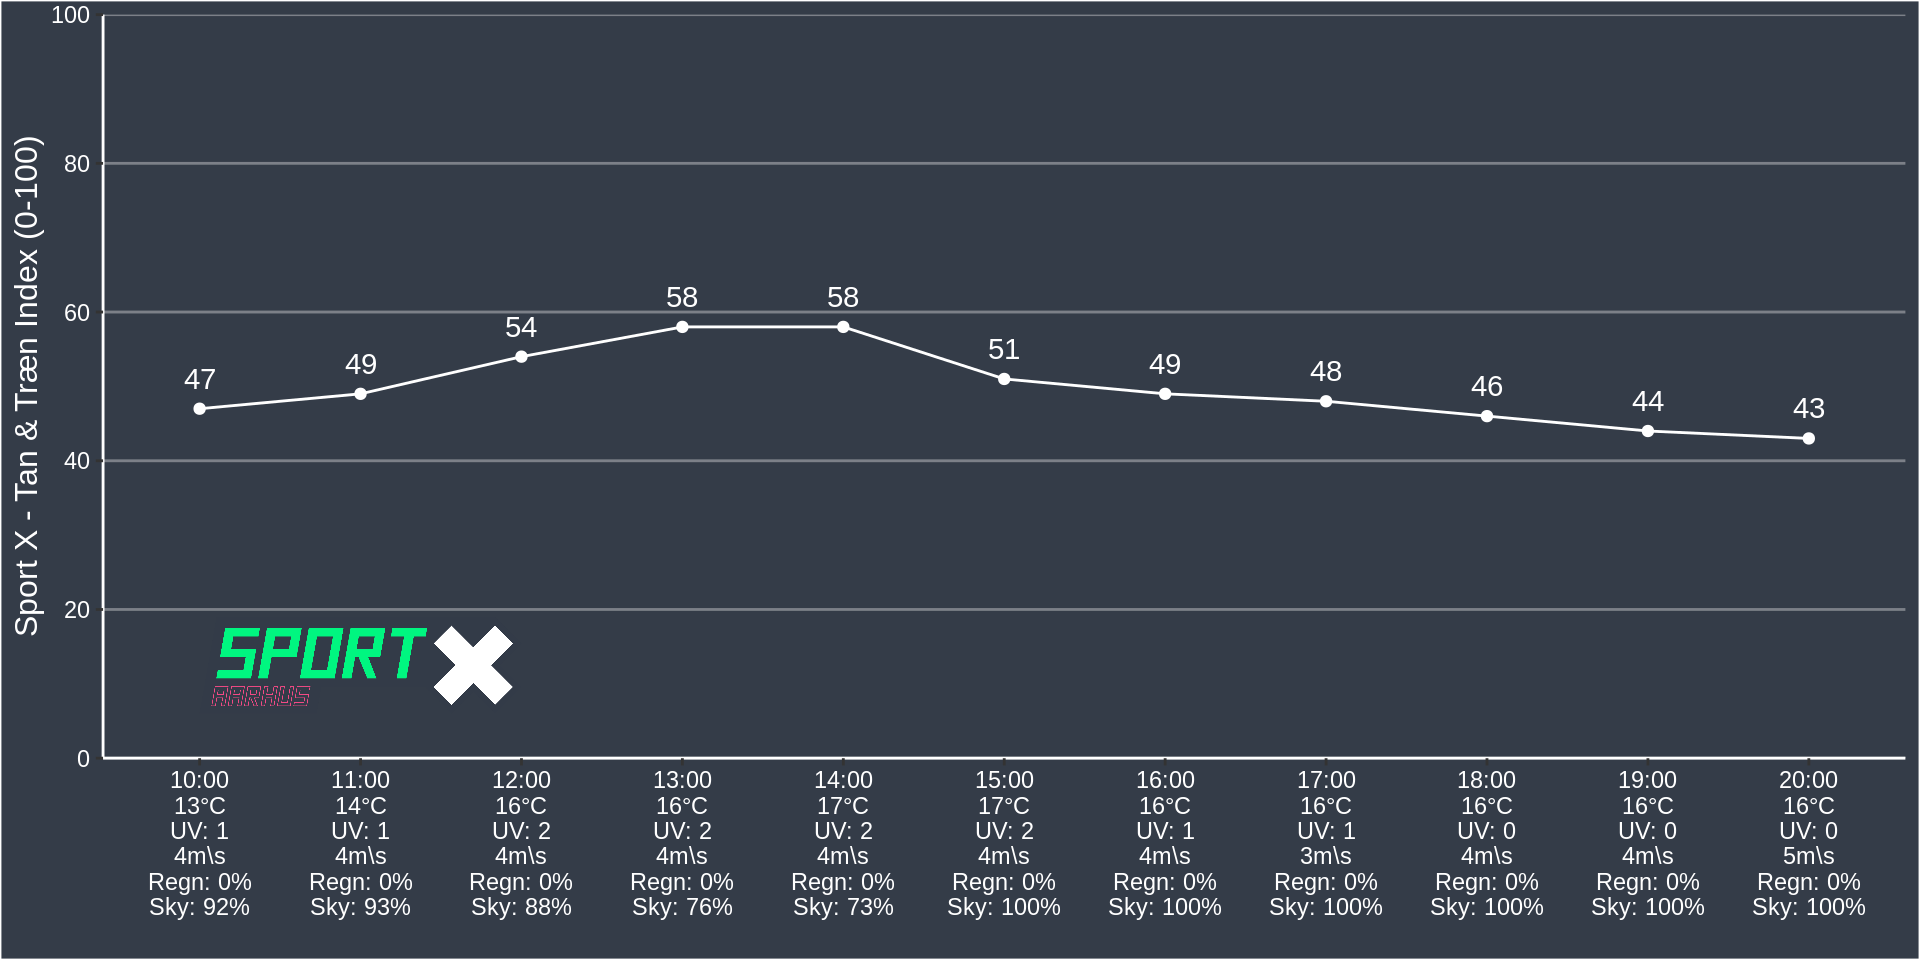 Sport X - Tan & Træn Index (0-100)
100
80
60
40
20
0
47
49
54
58
58
51
49
48
46
44
43
SPORT X
AARHUS
10:00 11:00 12:00 13:00 14:00 15:00 16:00 17:00 18:00 19:00 20:00
13°C 14°C 16°C 16°C 17°C 17°C 16°C 16°C 16°C 16°C 16°C
UV: 1 UV: 1 UV: 2 UV: 2 UV: 2 UV: 2 UV: 1 UV: 1 UV: 0 UV: 0 UV: 0
4m\s 4m\s 4m\s 4m\s 4m\s 4m\s 4m\s 3m\s 4m\s 4m\s 5m\s
Regn: 0% Regn: 0% Regn: 0% Regn: 0% Regn: 0% Regn: 0% Regn: 0% Regn: 0% Regn: 0% Regn: 0% Regn: 0%
Sky: 92% Sky: 93% Sky: 88% Sky: 76% Sky: 73% Sky: 100% Sky: 100% Sky: 100% Sky: 100% Sky: 100% Sky: 100%